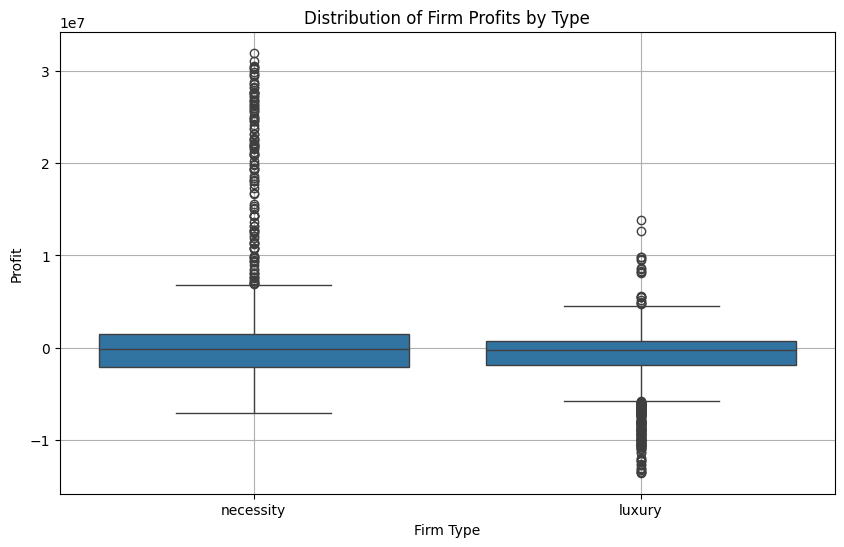 Distribution of Firm Profits by Type
1e7
3
2
1
0
−1
Profit
necessity
luxury
Firm Type